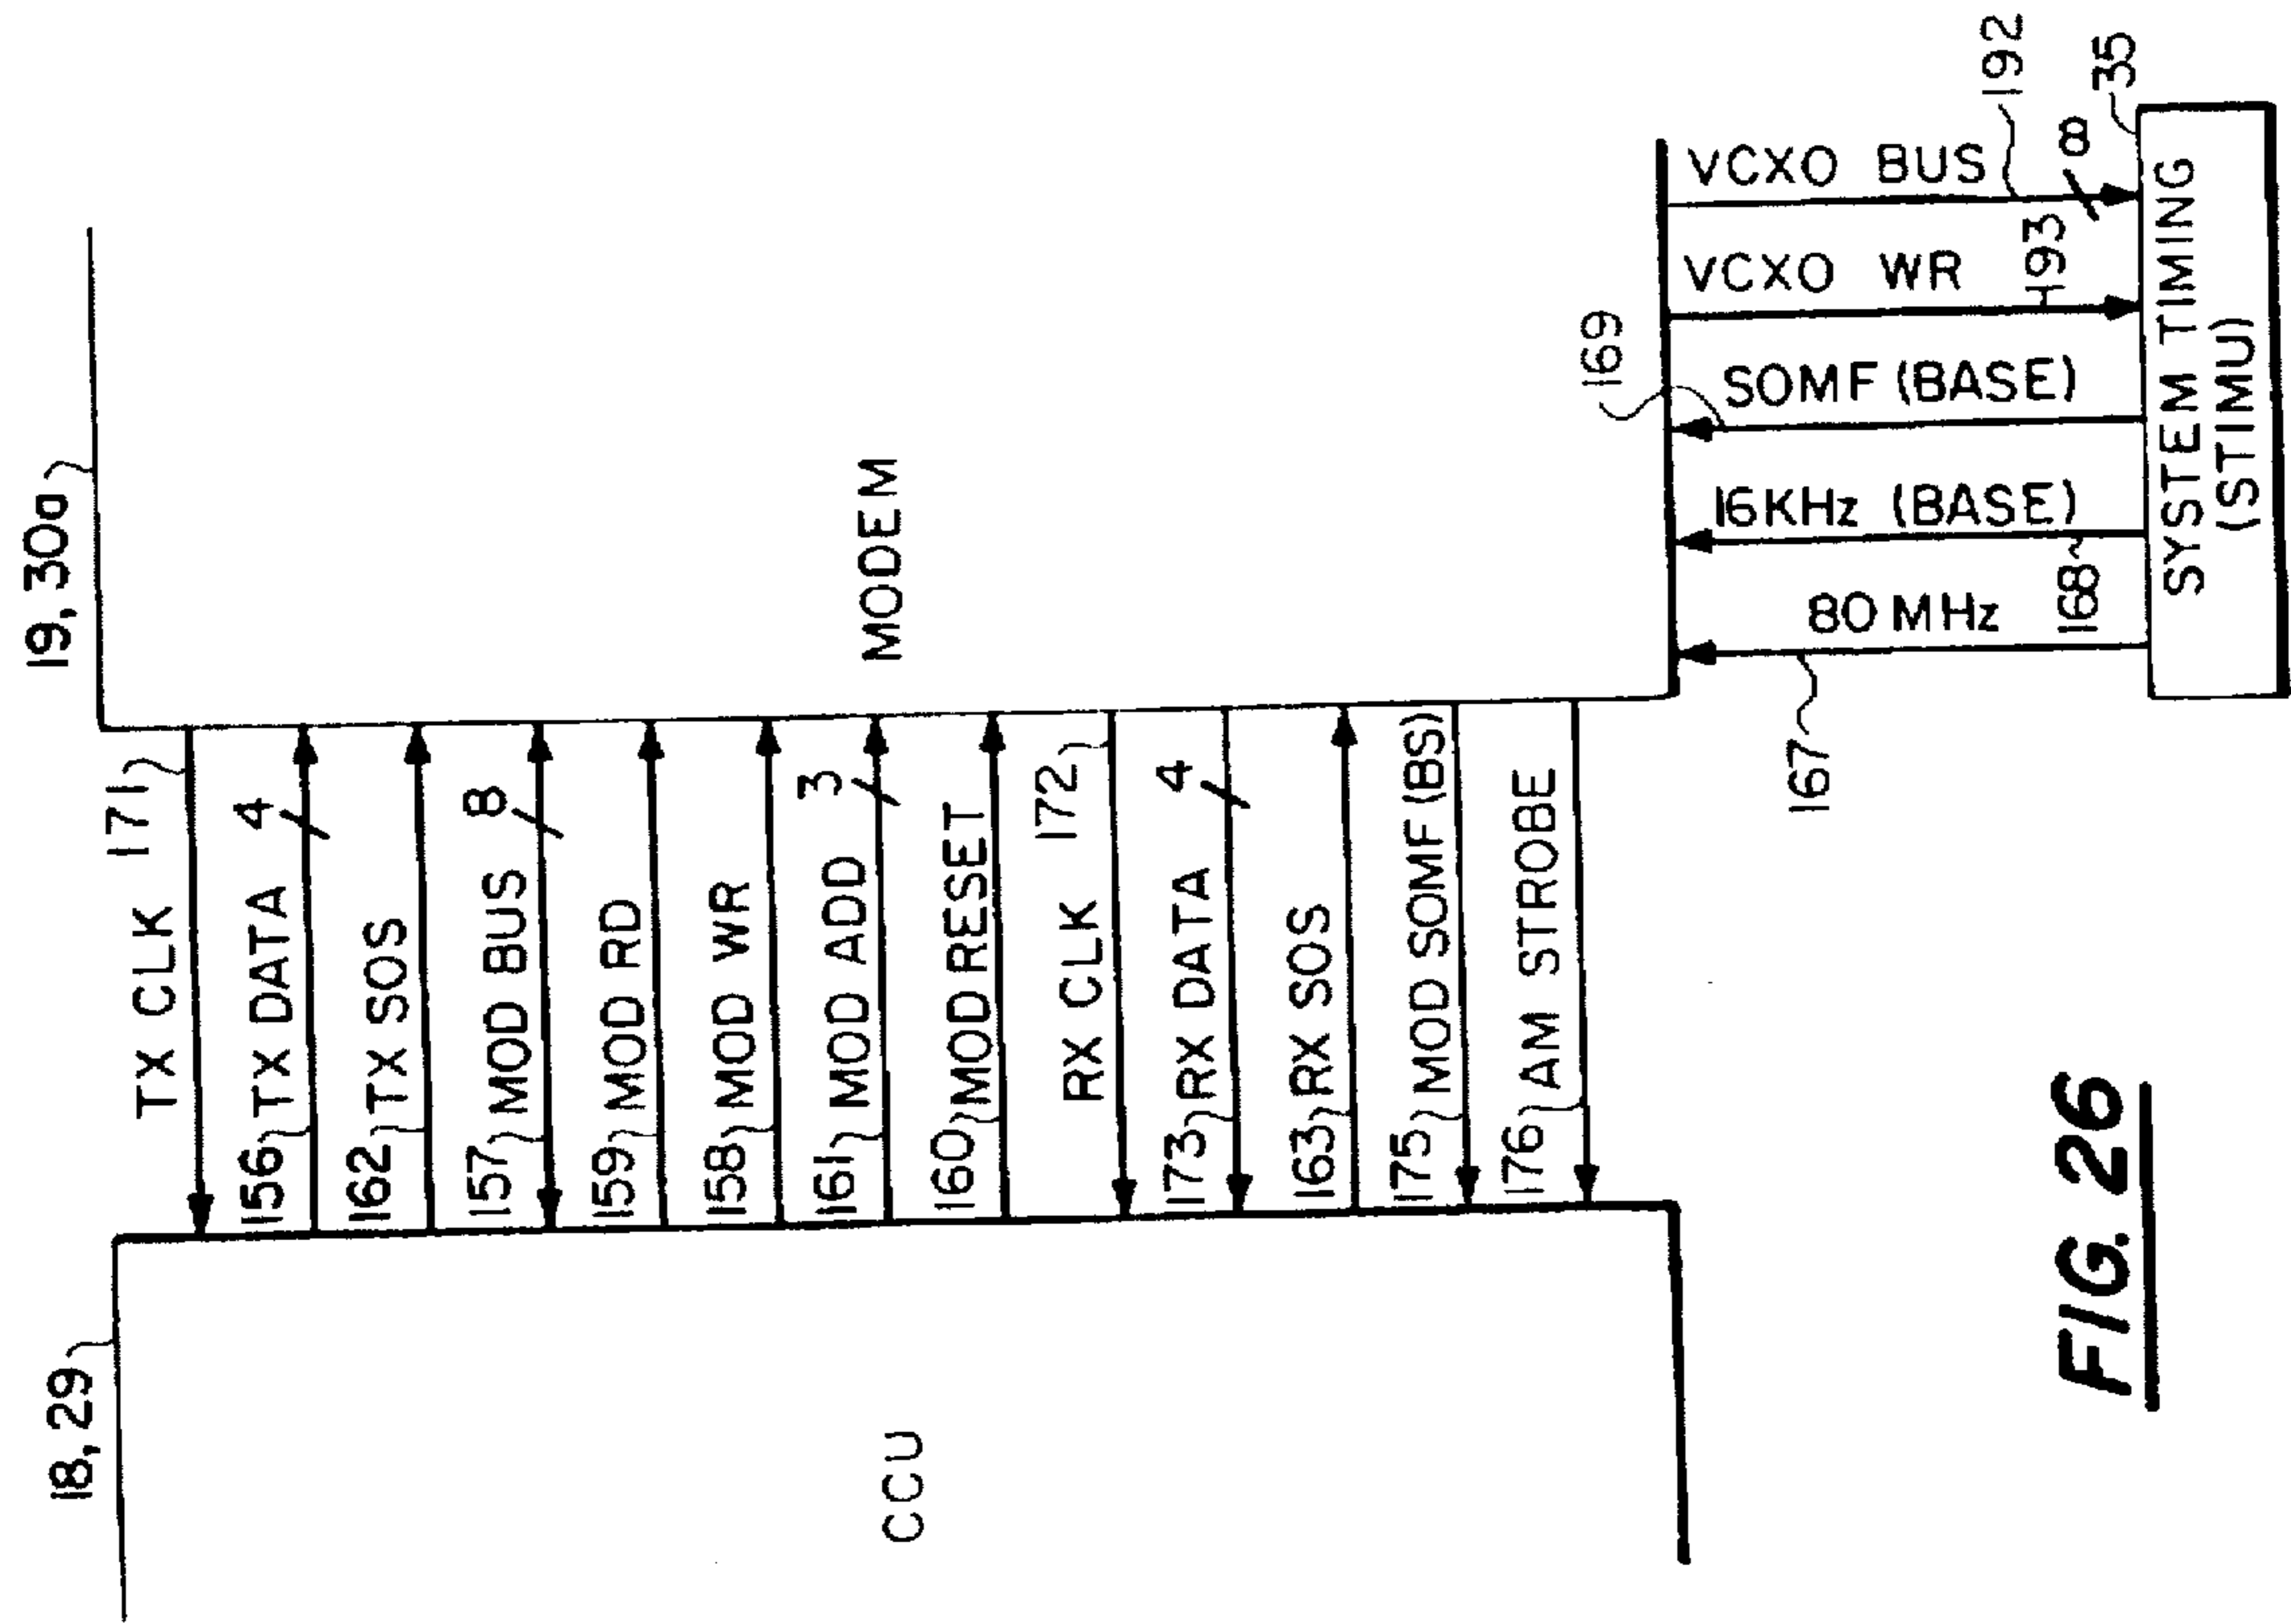 18, 29
CCU
19, 30a
MODEM
TX CLK 171
156 TX DATA 4
162 TX SOS
157 MOD BUS 8
159 MOD RD
158 MOD WR
161 MOD ADD 3
160 MOD RESET
RX CLK 172
173 RX DATA 4
163 RX SOS
175 MOD SOMF (BS)
176 AM STROBE
167
80 MHz
168
16KHz (BASE)
169
SOMF (BASE)
VCXO WR
193
VCXO BUS
8
192
35
SYSTEM TIMING
(STIMU)
FIG. 26